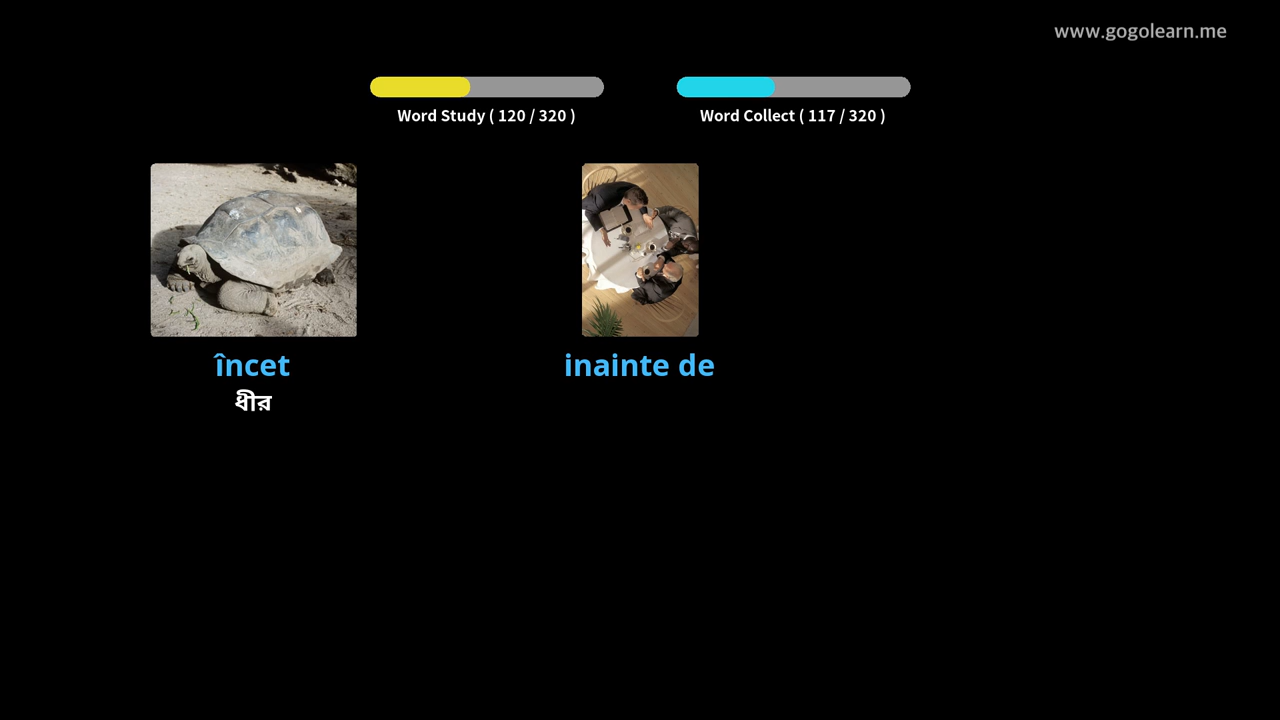 www.gogolearn.me
Word Study ( 120 / 320 )
Word Collect ( 117 / 320 )
încet
ধীর
inainte de